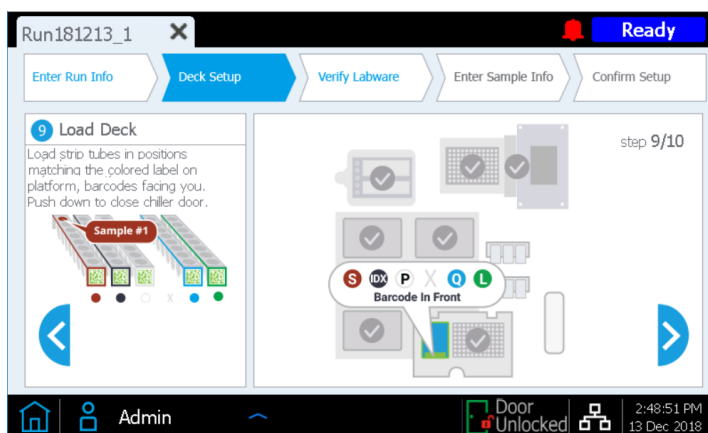 Run181213_1
Ready
Enter Run Info
Deck Setup
Verify Labware
Enter Sample Info
Confirm Setup
9 Load Deck
Load strip tubes in positions
matching the colored label on
platform, barcodes facing you.
Push down to close chiller door.
Sample #1
X
step 9/10
S IDX P X Q L
Barcode In Front
Admin
Door
Unlocked
2:48:51 PM
13 Dec 2018